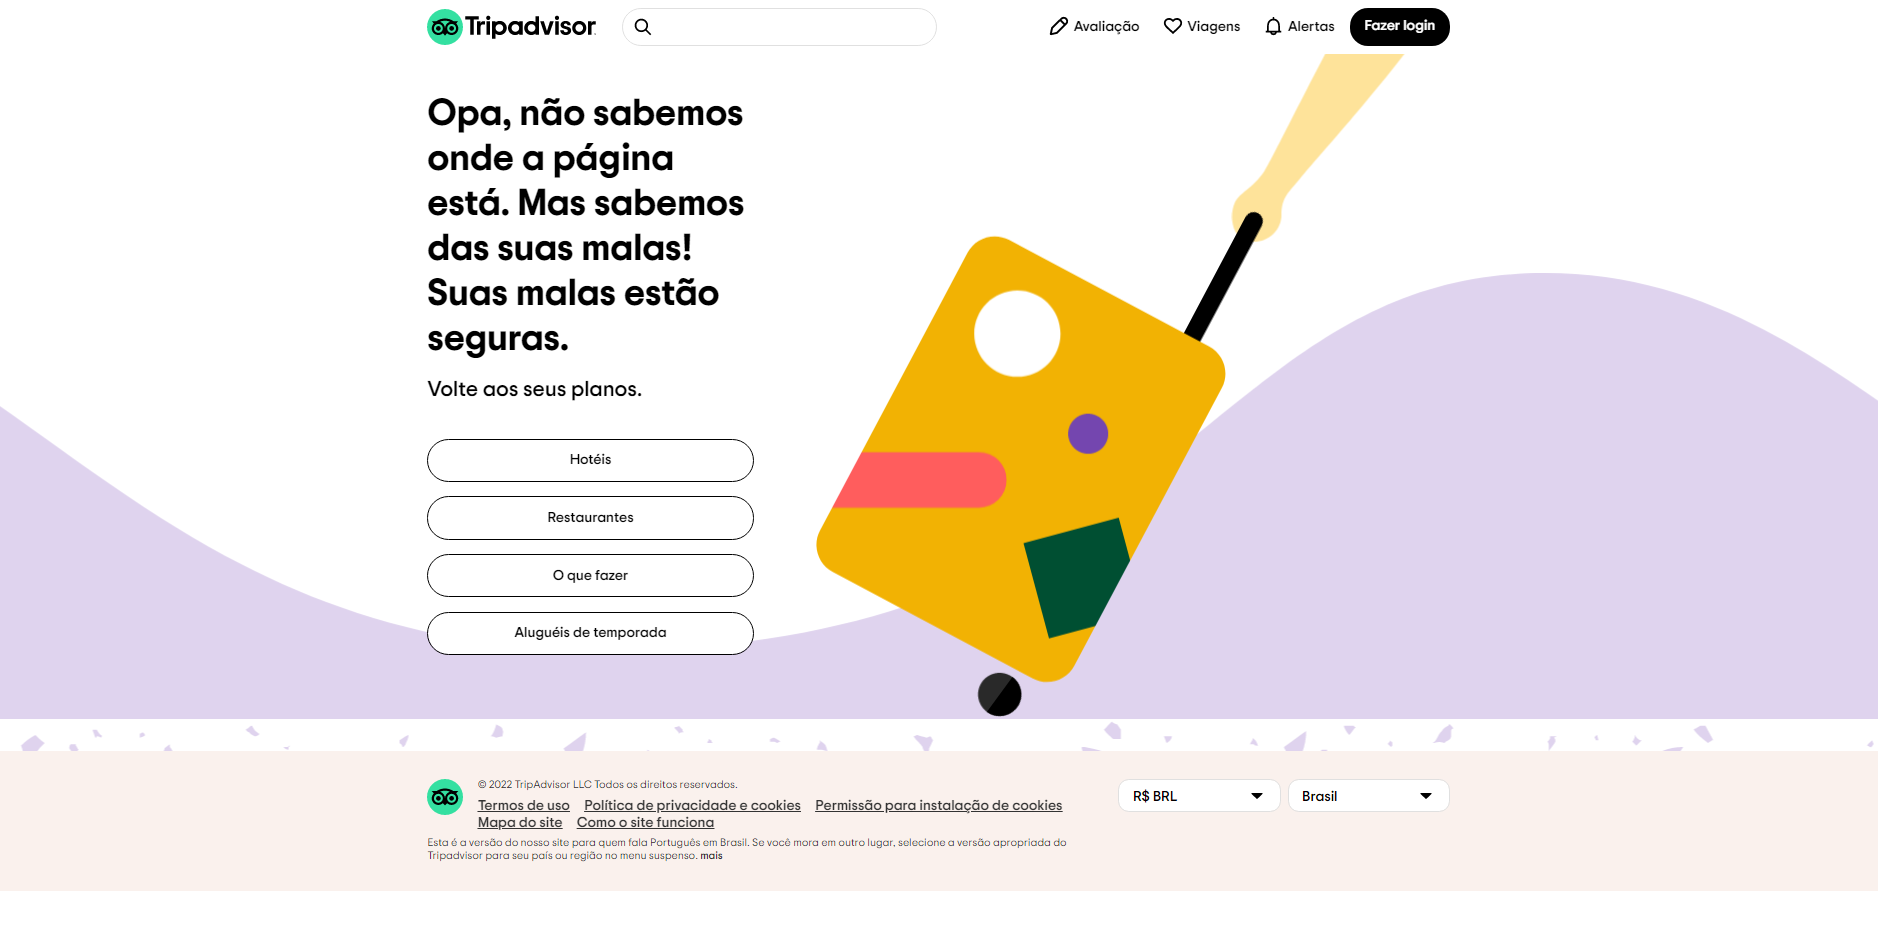 Tripadvisor
Avaliação
Viagens
Alertas
Fazer login
Opa, não sabemos
onde a página
está. Mas sabemos
das suas malas!
Suas malas estão
seguras.
Volte aos seus planos.
Hotéis
Restaurantes
O que fazer
Aluguéis de temporada
© 2022 TripAdvisor LLC Todos os direitos reservados.
Termos de uso Política de privacidade e cookies Permissão para instalação de cookies
Mapa do site Como o site funciona
Esta é a versão do nosso site para quem fala Português em Brasil. Se você mora em outro lugar, selecione a versão apropriada do
Tripadvisor para seu país ou região no menu suspenso. mais
R$ BRL
Brasil